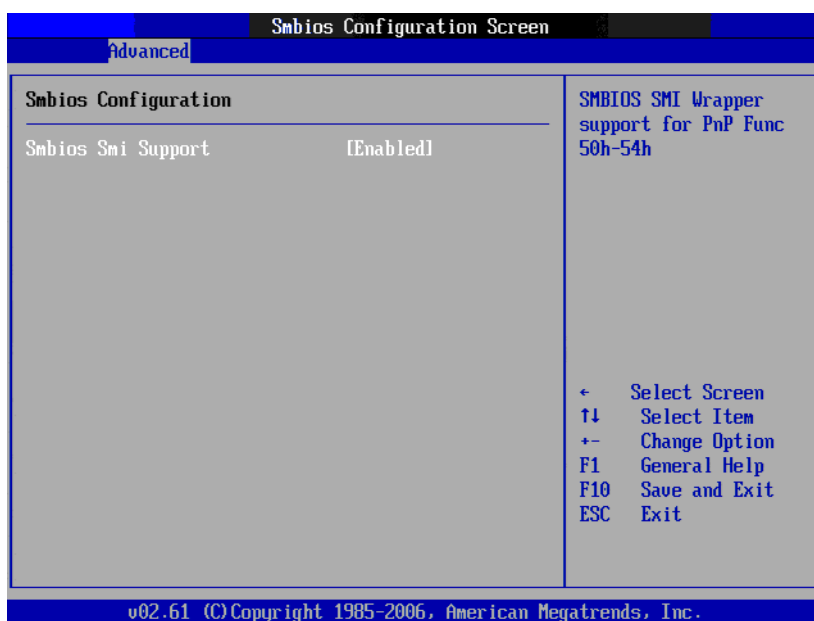 Smbios Configuration Screen
Advanced
Smbios Configuration
Smbios Smi Support [Enabled]
SMBIOS SMI Wrapper
support for PnP Func
50h-54h
← Select Screen
↑↓ Select Item
+- Change Option
F1 General Help
F10 Save and Exit
ESC Exit
v02.61 (C)Copyright 1985-2006, American Megatrends, Inc.